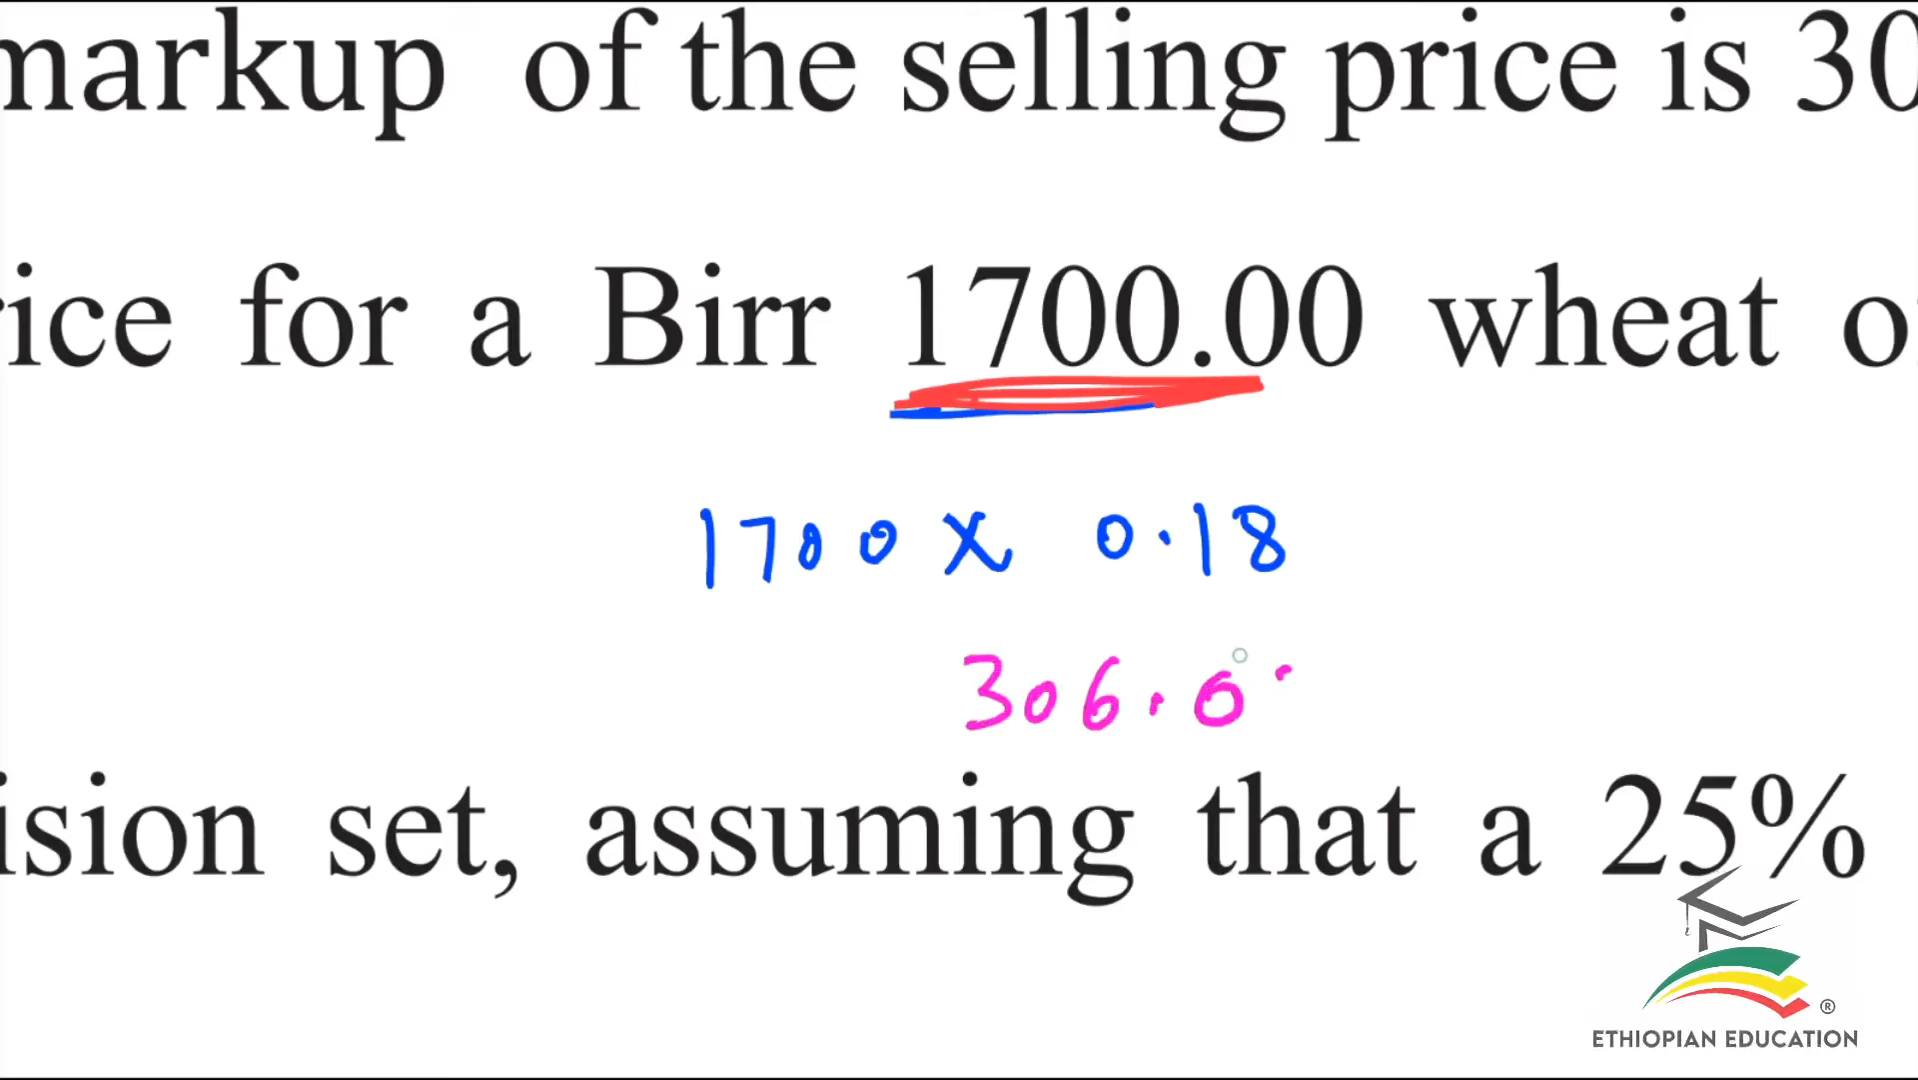 markup of the selling price is 30
ice for a Birr 1700.00 wheat o
1700 x 0.18
306.0
ision set, assuming that a 25%
®
ETHIOPIAN EDUCATION